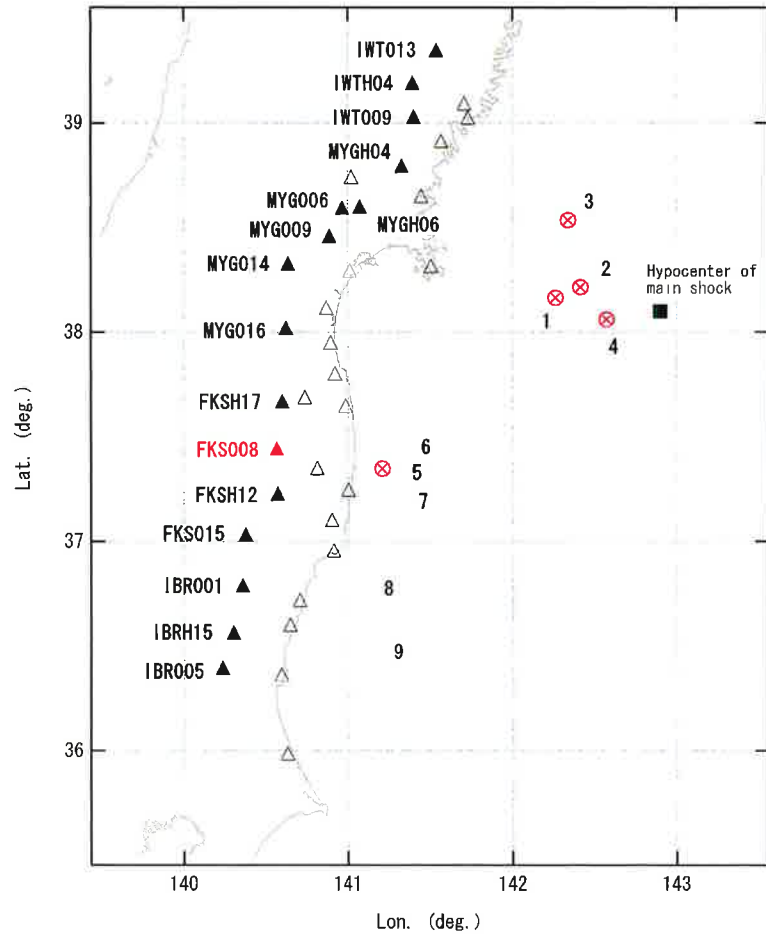 IWT013
IWTH04
IWT009
39
MYGH04
MYG006
3
MYG009
MYGH06
MYG014
2
Hypocenter of
main shock
38
MYG016
1
4
FKSH17
FKS008
6
5
FKSH12
7
FKS015
37
IBR001
8
IBRH15
9
IBR005
36
140
141
142
143
Lat. (deg.)
Lon. (deg.)